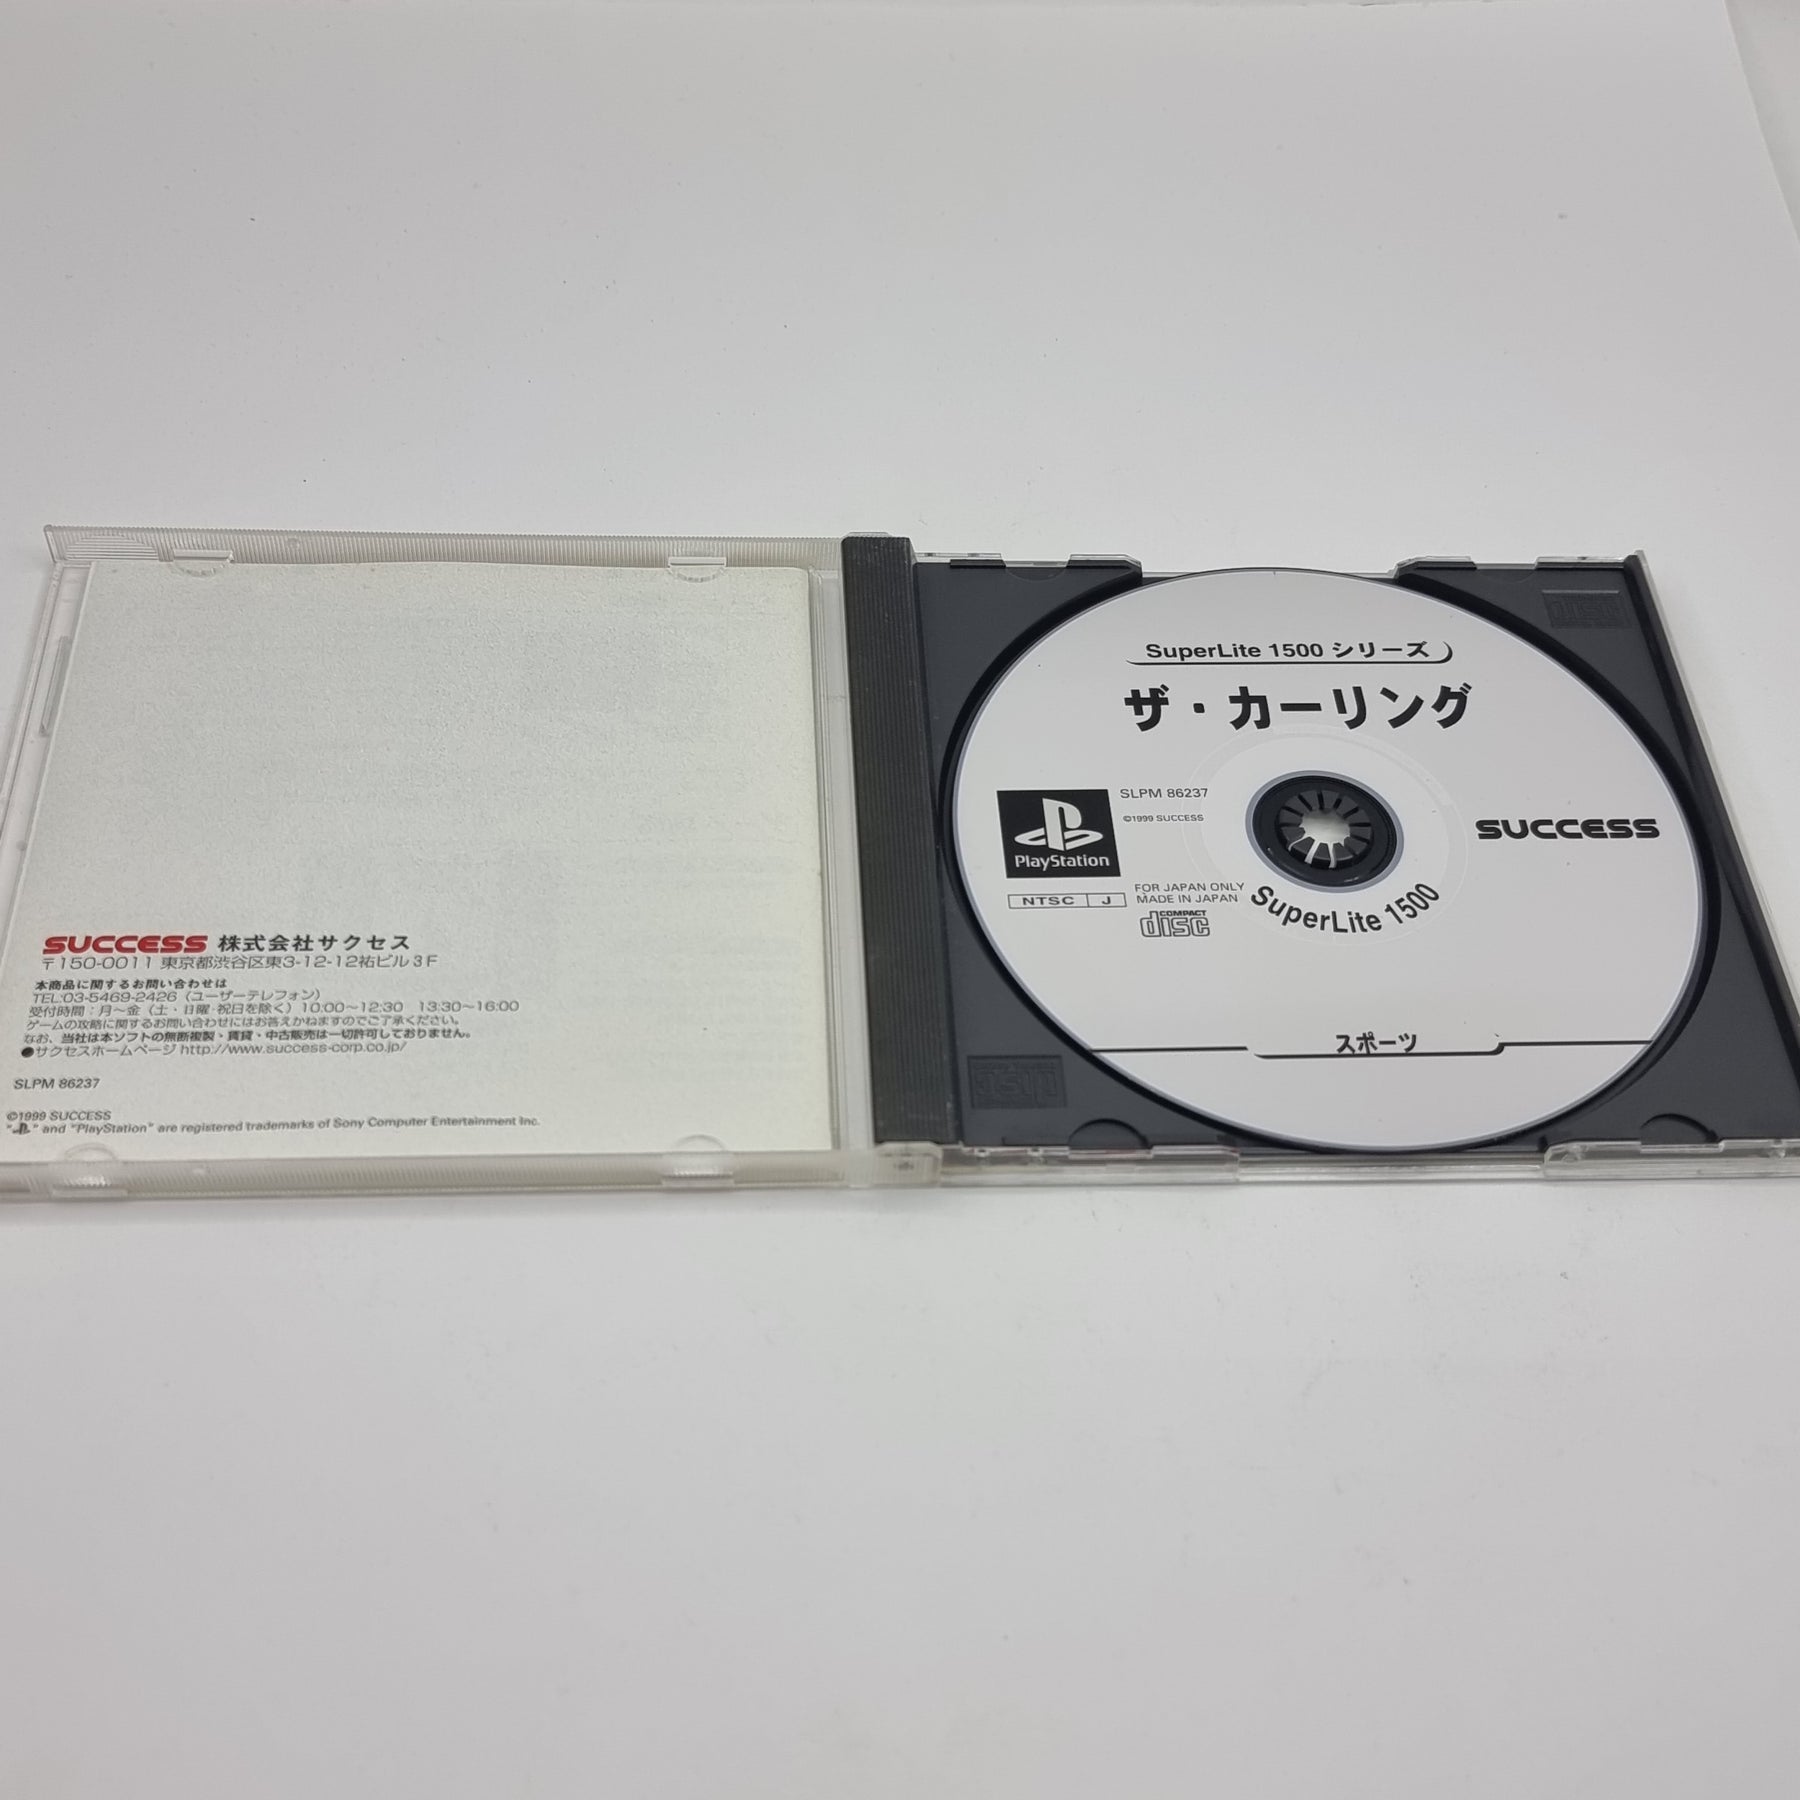 SUCCESS 株式会社サクセス
〒150-0011 東京都渋谷区東3-12-12祐ビル3F
本商品に関するお問い合わせは
TEL:03-5469-2426(ユーザーテレフォン)
受付時間:月~金(土・日曜・祝日を除く)10:00~12:30 13:30~16:00
ゲームの攻略に関するお問い合わせにはお答えかねますのでご了承ください。
なお、当社は本ソフトの無断複製・賃貸・中古販売は一切許可しておりません。
●サクセスホームページ http://www.success-corp.co.jp/
SLPM 86237
©1999 SUCCESS
"PS" and "PlayStation" are registered trademarks of Sony Computer Entertainment Inc.
SuperLite 1500 シリーズ
ザ・カーリング
SLPM 86237
©1999 SUCCESS
PlayStation
NTSC J
FOR JAPAN ONLY
MADE IN JAPAN
COMPACT
disc
SUCCESS
SuperLite 1500
スポーツ
disc
disc